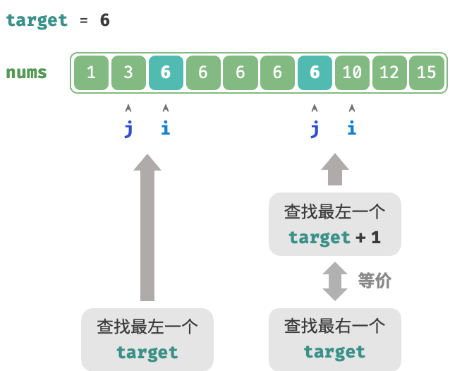 target = 6
nums 1 3 6 6 6 6 6 10 12 15
j i j i
查找最左一个
target + 1
等价
查找最左一个
target
查找最右一个
target